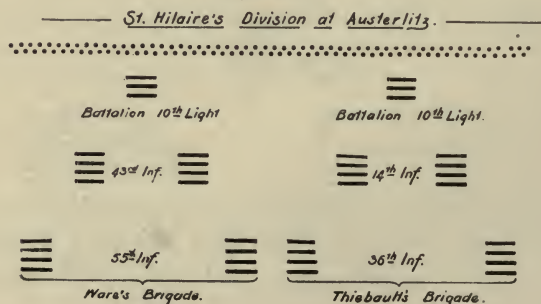 St. Hilaire's Division at Austerlitz.
Battalion 10th Light Battalion 10th Light.
43rd Inf. 14th Inf.
55th Inf. 36th Inf.
Ware's Brigade. Thiebault's Brigade.